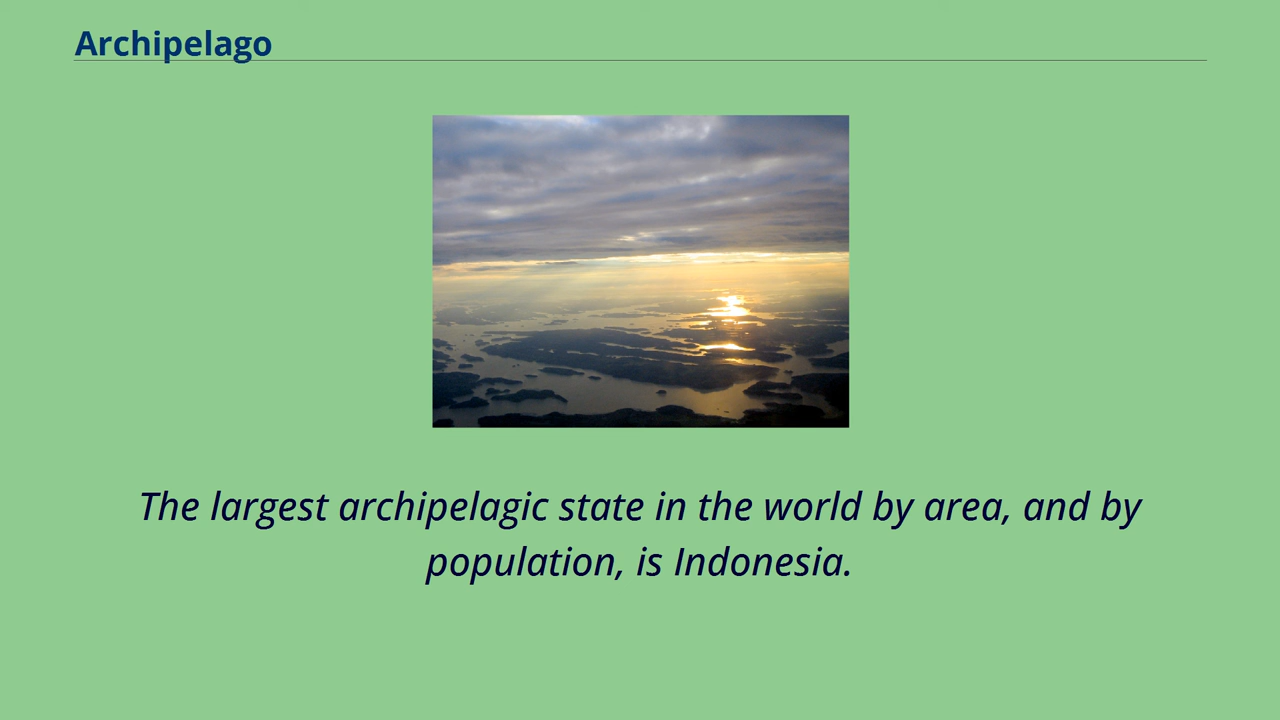 Archipelago
The largest archipelagic state in the world by area, and by
population, is Indonesia.